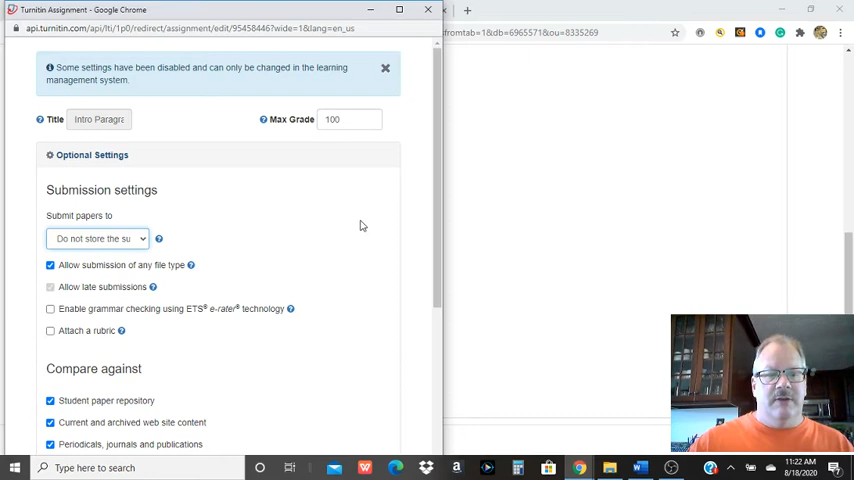 Turnitin Assignment - Google Chrome
api.turnitin.com/api/lti/1p0/redirect/assignment/edit/95458446?wide=1&lang=en_us
fromtab=1&db=6965571&ou=8335269
Some settings have been disabled and can only be changed in the learning
management system.
Title Intro Paragra Max Grade 100
Optional Settings
Submission settings
Submit papers to
Do not store the su
Allow submission of any file type
Allow late submissions
Enable grammar checking using ETS® e-rater® technology
Attach a rubric
Compare against
Student paper repository
Current and archived web site content
Periodicals, journals and publications
Type here to search
11:22 AM
8/18/2020